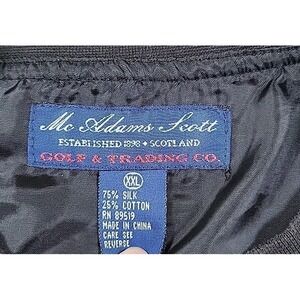 Mc Adams Scott
ESTABLISHED 1898 • SCOTLAND
GOLF & TRADING CO.
XXL
75% SILK
25% COTTON
RN 89519
MADE IN CHINA
CARE SEE
REVERSE